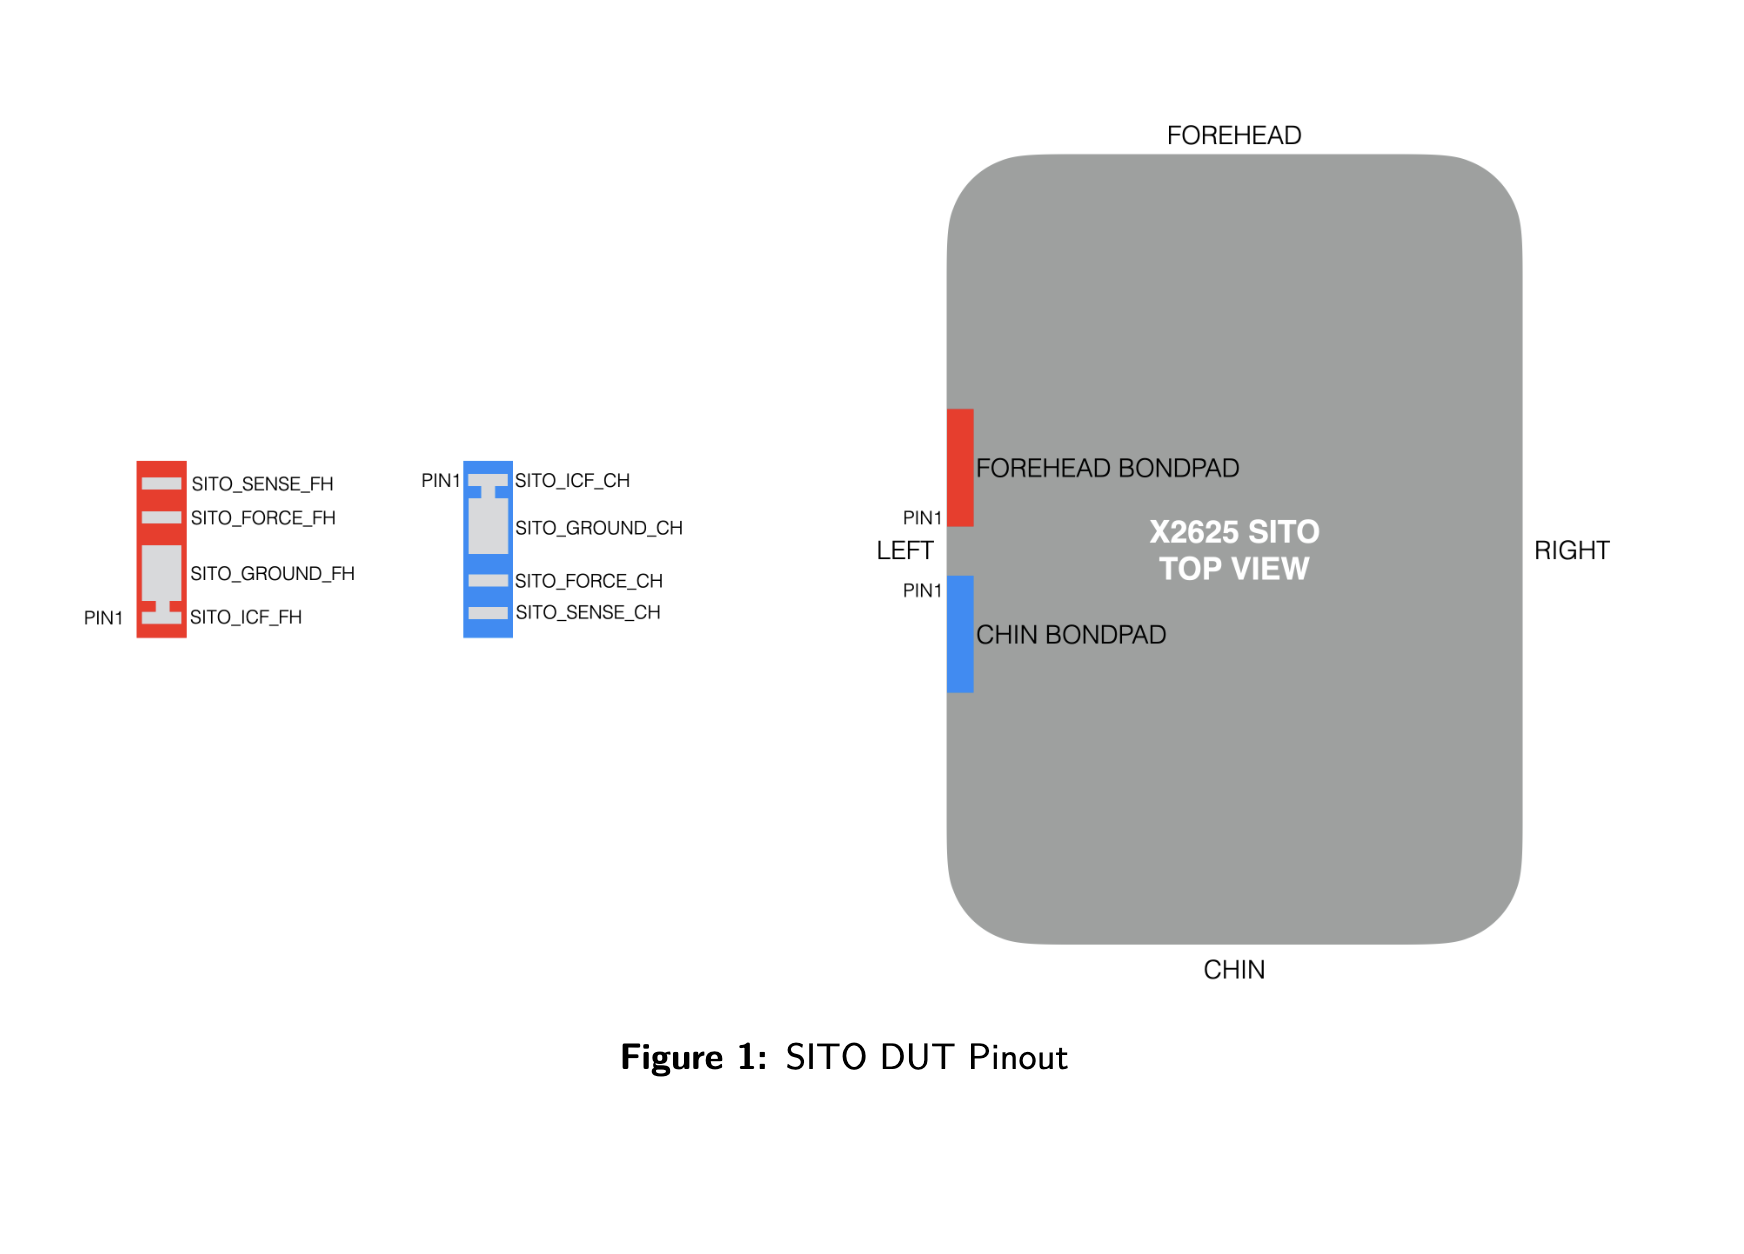 FOREHEAD
SITO_SENSE_FH
SITO_FORCE_FH
SITO_GROUND_FH
PIN1 SITO_ICF_FH
PIN1 SITO_ICF_CH
SITO_GROUND_CH
SITO_FORCE_CH
SITO_SENSE_CH
FOREHEAD BONDPAD
PIN1
LEFT
PIN1
CHIN BONDPAD
X2625 SITO
TOP VIEW
RIGHT
CHIN
Figure 1: SITO DUT Pinout